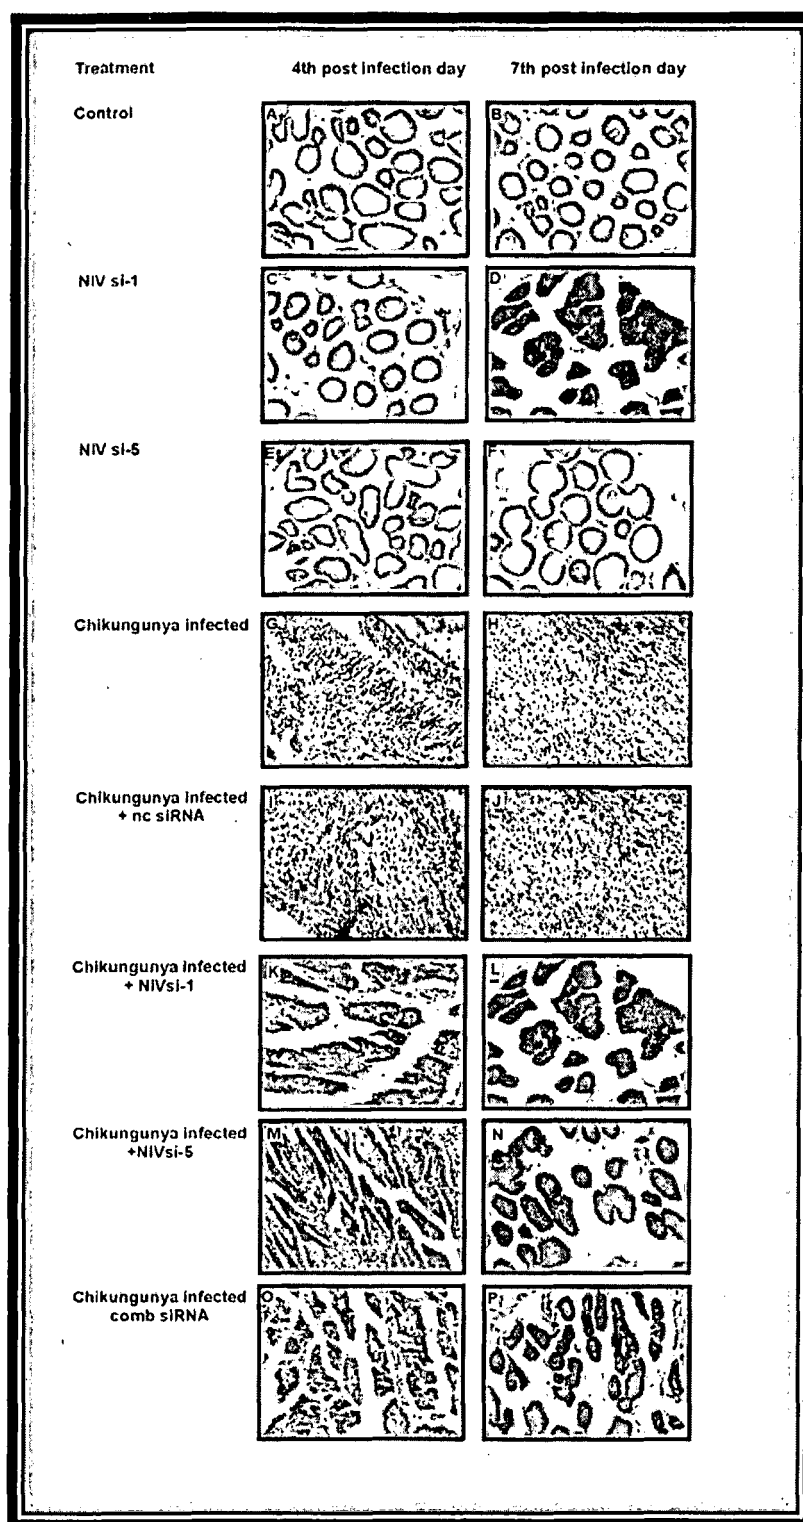 Treatment 4th post infection day 7th post infection day
Control
A B
NIV si-1
C D
NIV si-5
E F
Chikungunya infected
G H
Chikungunya infected
+ nc siRNA
I J
Chikungunya infected
+ NIVsi-1
K L
Chikungunya infected
+NIVsi-5
M N
Chikungunya infected
comb siRNA
O P